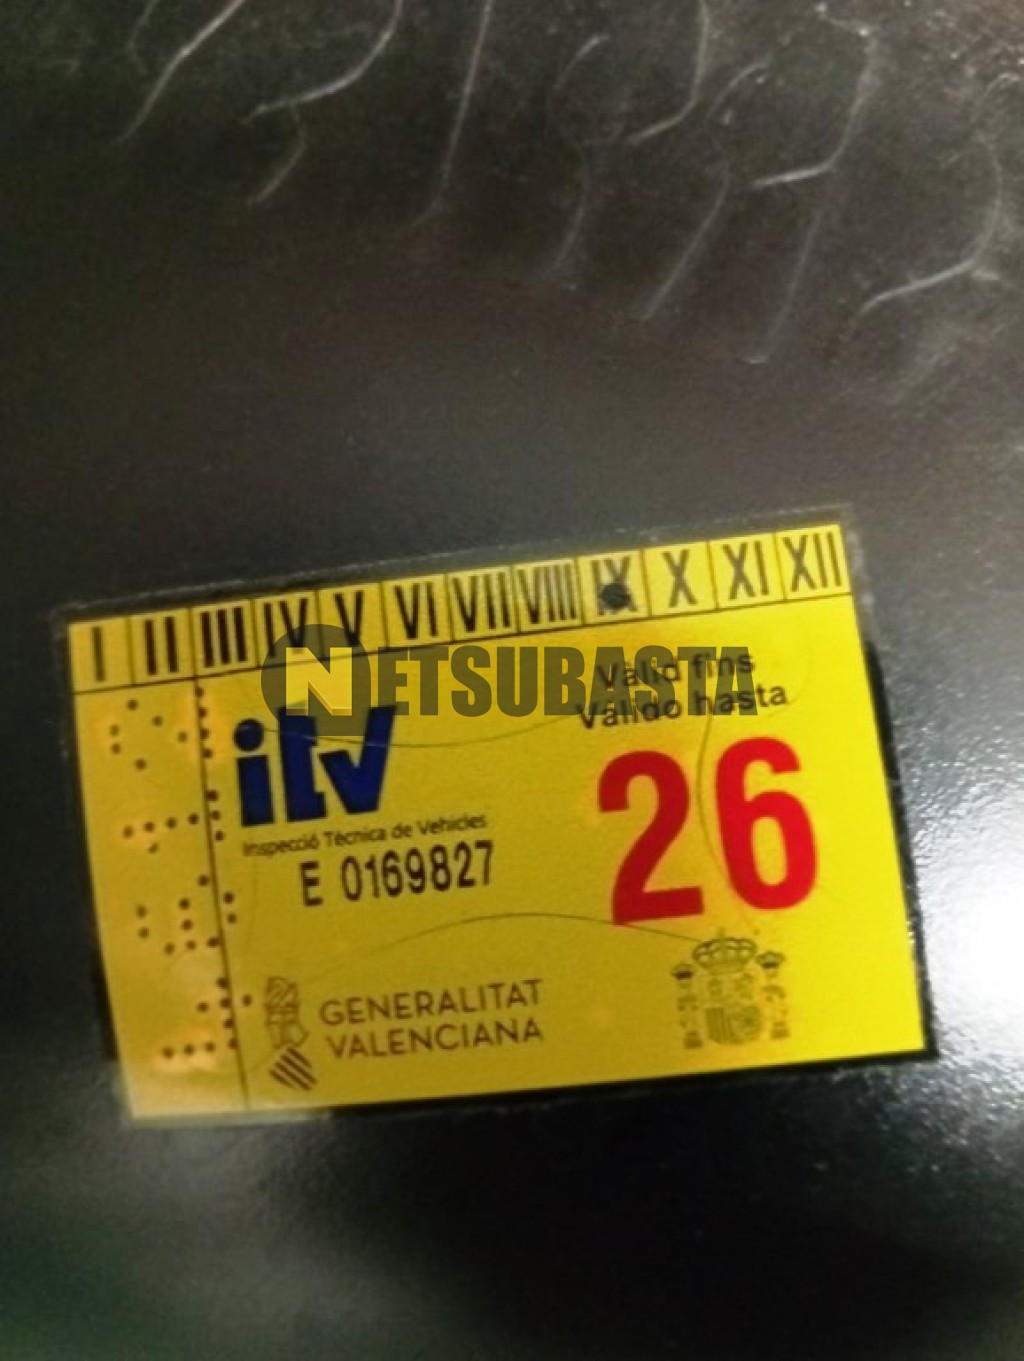 I II III IV V VI VII VIII IX X XI XII
NETSUBASTA
Vàlid fins
Válido hasta
itv
26
Inspecció Tècnica de Vehicles
E 0169827
GENERALITAT
VALENCIANA